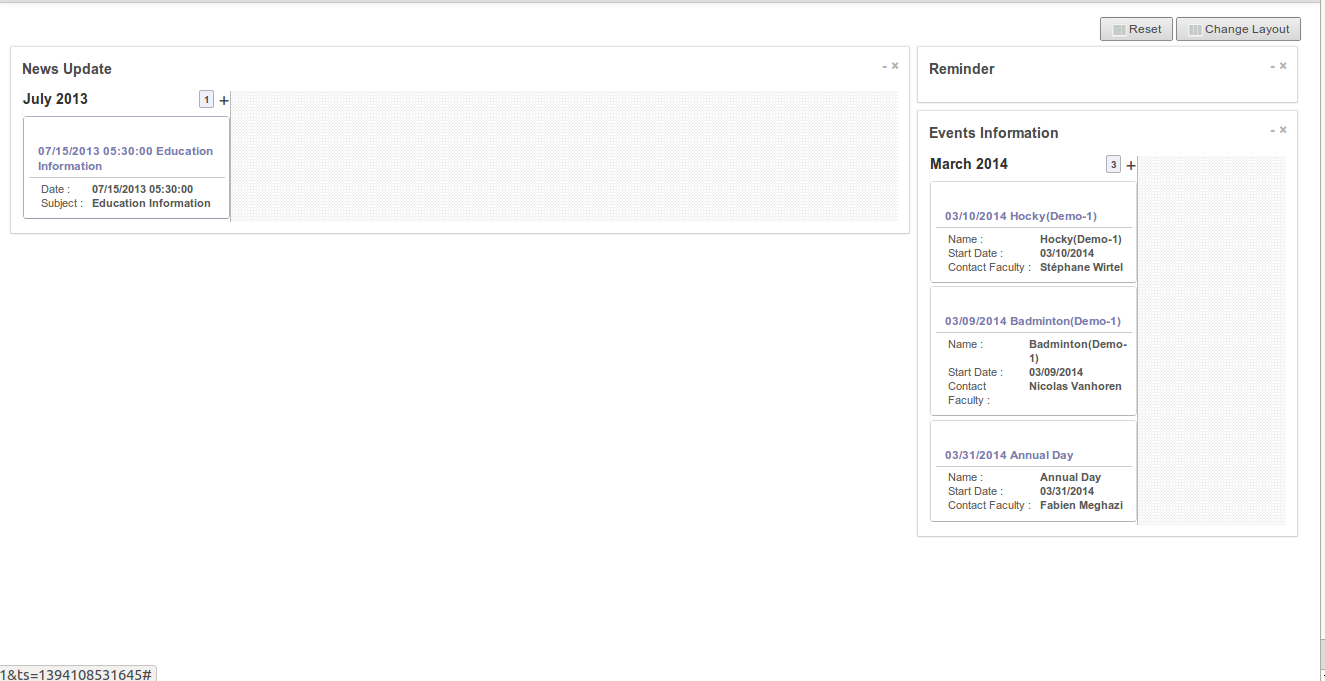 Reset Change Layout
News Update - ×
July 2013 1 +
07/15/2013 05:30:00 Education
Information
Date : 07/15/2013 05:30:00
Subject : Education Information
Reminder - ×
Events Information - ×
March 2014 3 +
03/10/2014 Hocky(Demo-1)
Name : Hocky(Demo-1)
Start Date : 03/10/2014
Contact Faculty : Stéphane Wirtel
03/09/2014 Badminton(Demo-1)
Name : Badminton(Demo-
1)
Start Date : 03/09/2014
Contact Nicolas Vanhoren
Faculty :
03/31/2014 Annual Day
Name : Annual Day
Start Date : 03/31/2014
Contact Faculty : Fabien Meghazi
1&ts=1394108531645#